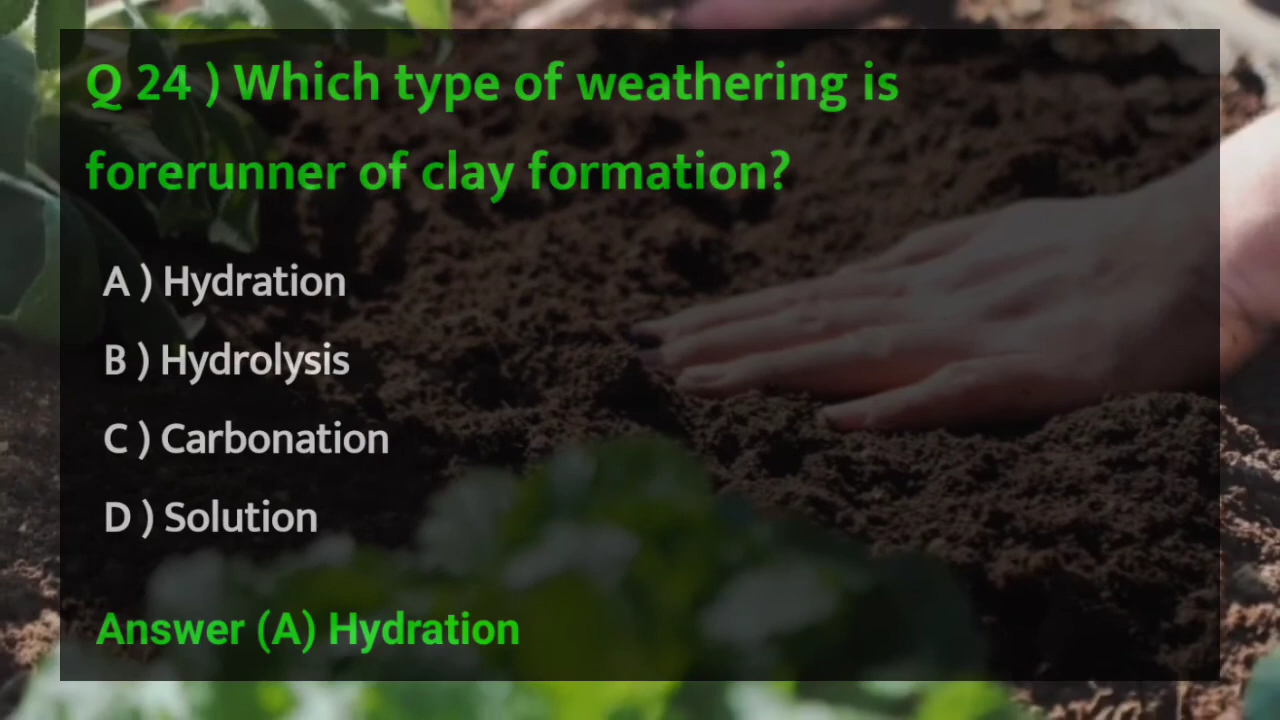 Q 24 ) Which type of weathering is
forerunner of clay formation?
A ) Hydration
B ) Hydrolysis
C ) Carbonation
D ) Solution
Answer (A) Hydration